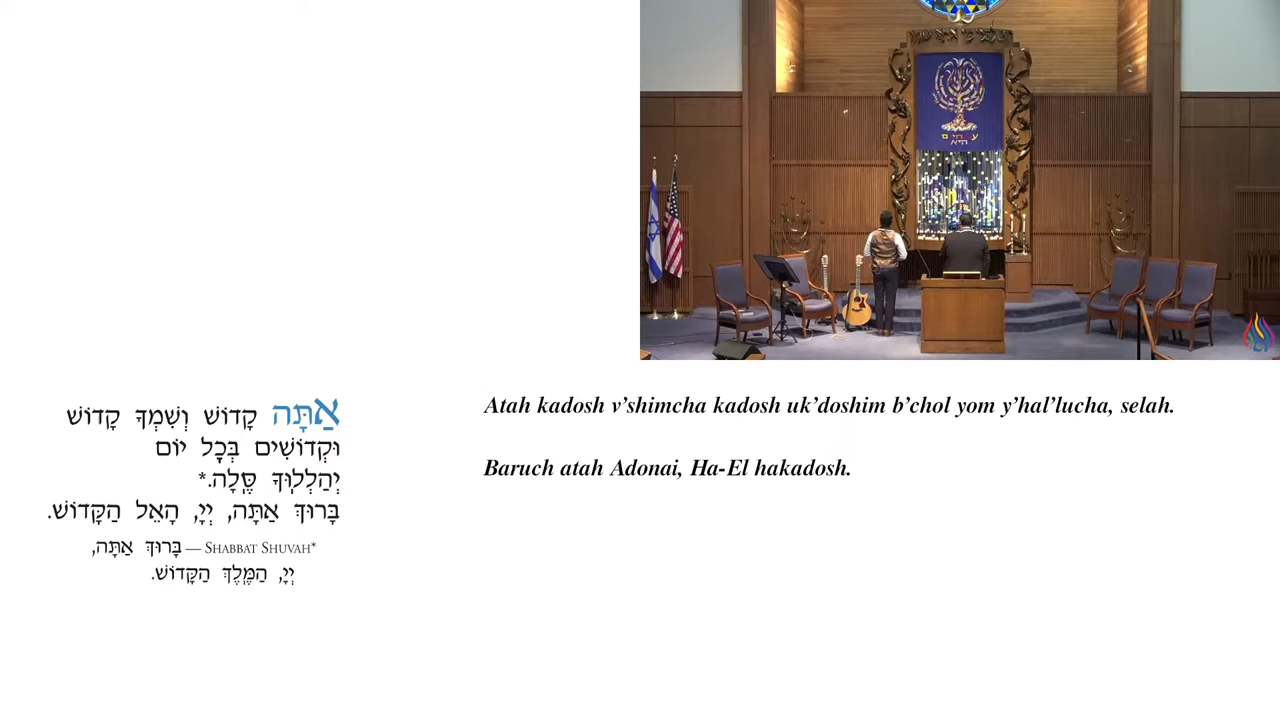 אַתָּה קָדוֹשׁ וְשִׁמְךָ קָדוֹשׁ
וּקְדוֹשִׁים בְּכׇל יוֹם
יְהַלְלֽוּךָ סֶּֽלָה.*
בָּרוּךְ אַתָּה, יְיָ, הָאֵל הַקָּדוֹשׁ.
*SHABBAT SHUVAH — בָּרוּךְ אַתָּה,
יְיָ, הַמֶּֽלֶךְ הַקָּדוֹשׁ.
Atah kadosh v’shimcha kadosh uk’doshim b’chol yom y’hal’lucha, selah.
Baruch atah Adonai, Ha-El hakadosh.